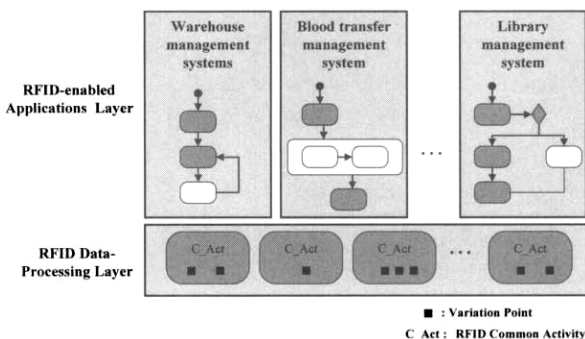 Warehouse
management
systems
Blood transfer
management
system
Library
management
system
RFID-enabled
Applications Layer
. . .
RFID Data-
Processing Layer
C_Act
C_Act
C_Act
. . .
C_Act
■ : Variation Point
C_Act : RFID Common Activity